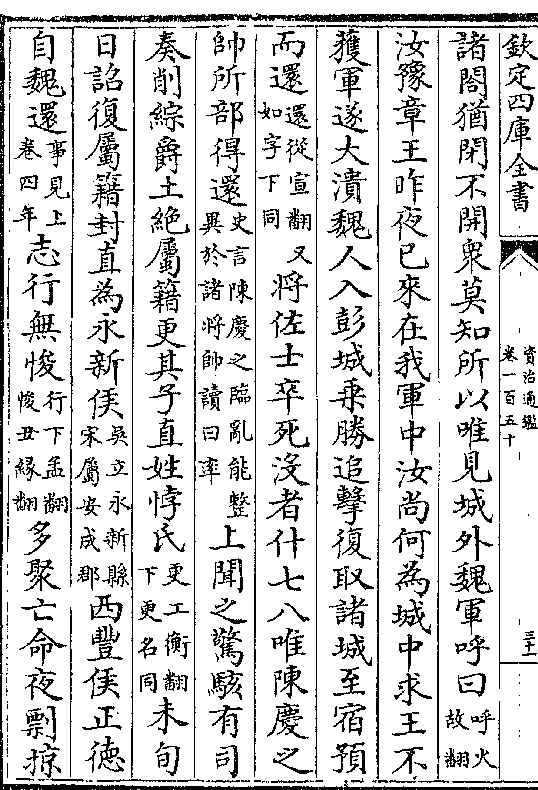 欽定四庫全書
資治通鑑
卷一百五十
三十一
諸閤猶閉不開衆莫知所以唯見城外魏軍呼曰呼火故翻
汝豫章王昨夜已來在我軍中汝尚何為城中求王不
獲軍遂大潰魏人入彭城乗勝追擊復取諸城至宿預
而還還從宣翻又如字下同將佐士卒死沒者什七八唯陳慶之
帥所部得還史言陳慶之臨亂能整異於諸將帥讀曰率上聞之驚駭有司
奏削綜爵土絶屬籍更其子直姓悖氏更工衡翻下更名同未旬
日詔復屬籍封直為永新侯吳立永新縣宋屬安成郡西豐侯正德
自魏還事見上卷四年志行無悛行下孟翻悛丑緣翻多聚亡命夜剽掠